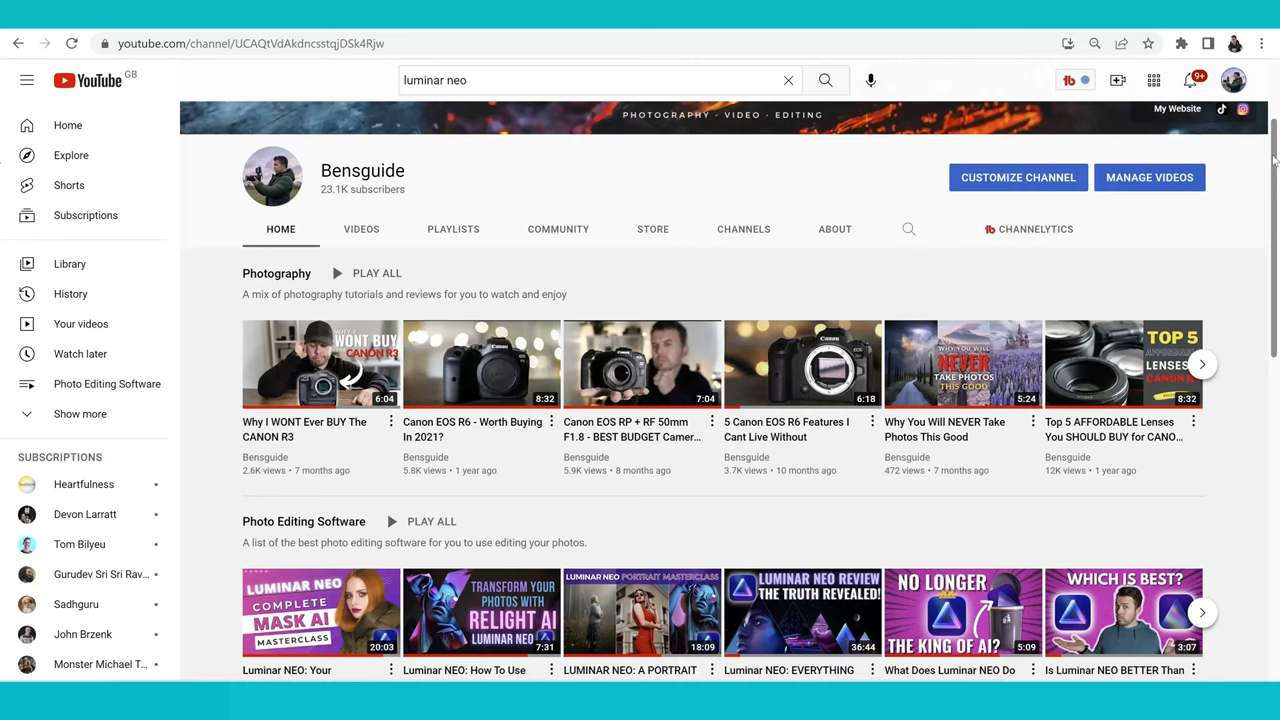 youtube.com/channel/UCAQtVdAkdncsstqjDSk4Rjw
YouTube GB
luminar neo
9+
PHOTOGRAPHY - VIDEO - EDITING
My Website
Home
Explore
Shorts
Subscriptions
Library
History
Your videos
Watch later
Photo Editing Software
Show more
SUBSCRIPTIONS
Heartfulness
Devon Larratt
Tom Bilyeu
Gurudev Sri Sri Rav...
Sadhguru
John Brzenk
Monster Michael T...
Bensguide
23.1K subscribers
CUSTOMIZE CHANNEL
MANAGE VIDEOS
HOME
VIDEOS
PLAYLISTS
COMMUNITY
STORE
CHANNELS
ABOUT
CHANNELYTICS
Photography
PLAY ALL
A mix of photography tutorials and reviews for you to watch and enjoy
WHY I
WONT BUY
CANON R3
6:04
Why I WONT Ever BUY The
CANON R3
Bensguide
2.6K views • 7 months ago
Canon
8:32
Canon EOS R6 - Worth Buying
In 2021?
Bensguide
5.8K views • 1 year ago
Canon
7:04
Canon EOS RP + RF 50mm
F1.8 - BEST BUDGET Camer...
Bensguide
5.9K views • 8 months ago
Canon
6:18
5 Canon EOS R6 Features I
Cant Live Without
Bensguide
3.7K views • 10 months ago
WHY YOU WILL
NEVER
TAKE PHOTOS
THIS GOOD
5:24
Why You Will NEVER Take
Photos This Good
Bensguide
472 views • 7 months ago
TOP 5
AFFORDABLE
LENSES
CANON R
8:32
Top 5 AFFORDABLE Lenses
You SHOULD BUY for CANO...
Bensguide
12K views • 1 year ago
Photo Editing Software
PLAY ALL
A list of the best photo editing software for you to use editing your photos.
LUMINAR NEO
COMPLETE
MASK AI
MASTERCLASS
20:03
Luminar NEO: Your
TRANSFORM YOUR
PHOTOS WITH
RELIGHT AI
LUMINAR NEO
7:31
Luminar NEO: How To Use
LUMINAR NEO PORTRAIT MASTERCLASS
18:09
LUMINAR NEO: A PORTRAIT
LUMINAR NEO REVIEW
THE TRUTH REVEALED!
36:44
Luminar NEO: EVERYTHING
NO LONGER
THE KING OF AI?
5:09
What Does Luminar NEO Do
WHICH IS BEST?
3:07
Is Luminar NEO BETTER Than